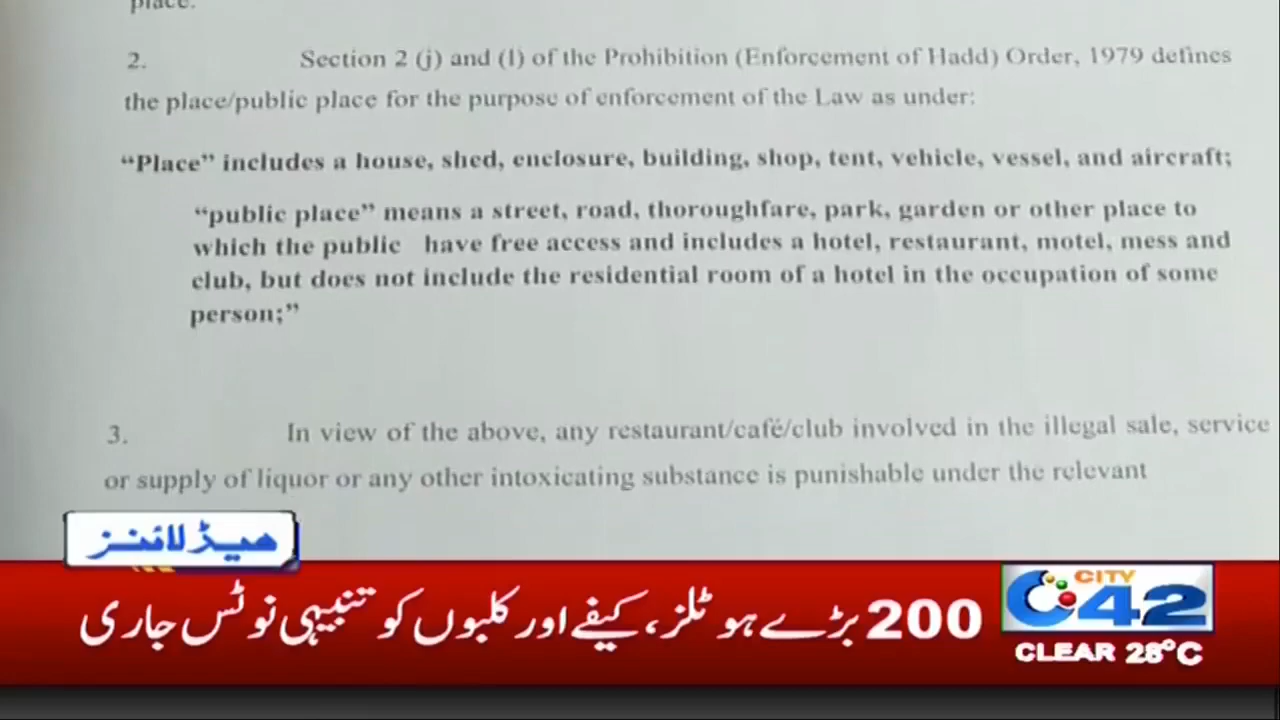 place.
2. Section 2 (j) and (l) of the Prohibition (Enforcement of Hadd) Order, 1979 defines
the place/public place for the purpose of enforcement of the Law as under:
“Place” includes a house, shed, enclosure, building, shop, tent, vehicle, vessel, and aircraft;
“public place” means a street, road, thoroughfare, park, garden or other place to
which the public have free access and includes a hotel, restaurant, motel, mess and
club, but does not include the residential room of a hotel in the occupation of some
person;”
3. In view of the above, any restaurant/café/club involved in the illegal sale, service
or supply of liquor or any other intoxicating substance is punishable under the relevant
ہیڈلائنز
200 بڑے ہوٹلز، کیفے اور کلبوں کو تنبیہی نوٹس جاری
CITY
42
CLEAR 28°C